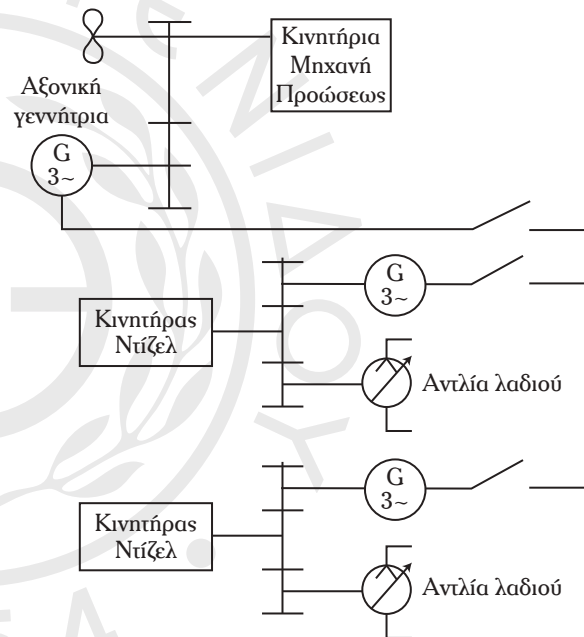 Κινητήρια
Μηχανή
Προώσεως
Αξονική
γεννήτρια
G
3~
G
3~
Κινητήρας
Ντίζελ
Αντλία λαδιού
G
3~
Κινητήρας
Ντίζελ
Αντλία λαδιού